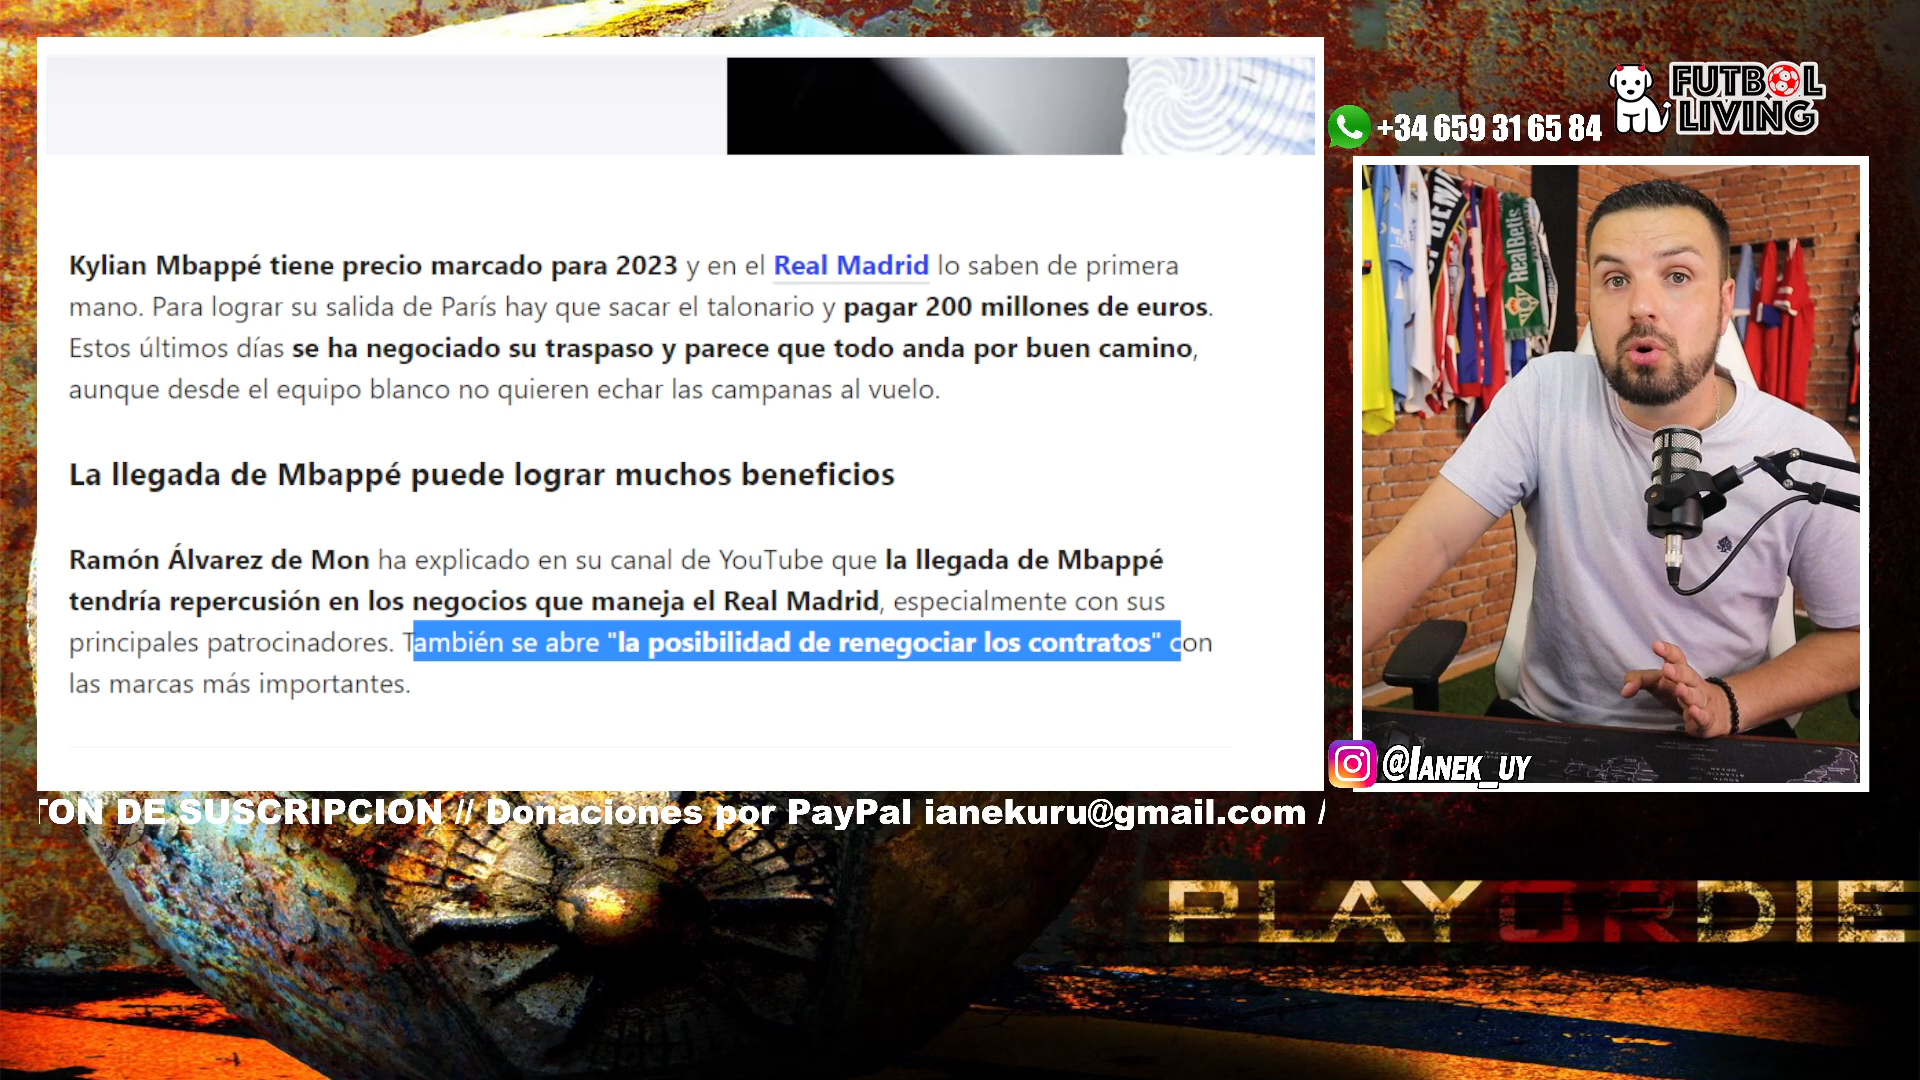 Kylian Mbappé tiene precio marcado para 2023 y en el Real Madrid lo saben de primera
mano. Para lograr su salida de París hay que sacar el talonario y pagar 200 millones de euros.
Estos últimos días se ha negociado su traspaso y parece que todo anda por buen camino,
aunque desde el equipo blanco no quieren echar las campanas al vuelo.
La llegada de Mbappé puede lograr muchos beneficios
Ramón Álvarez de Mon ha explicado en su canal de YouTube que la llegada de Mbappé
tendría repercusión en los negocios que maneja el Real Madrid, especialmente con sus
principales patrocinadores. También se abre "la posibilidad de renegociar los contratos" con
las marcas más importantes.
+34 659 31 65 84
FUTBOL
LIVING
Real Betis
@IANEK_UY
TON DE SUSCRIPCION // Donaciones por PayPal ianekuru@gmail.com /
PLAY OR DIE